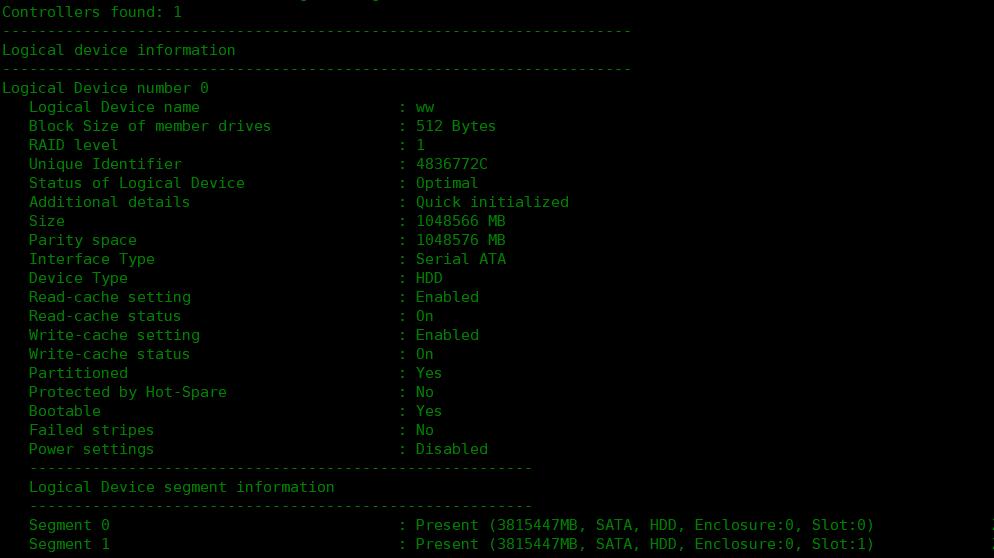 Controllers found: 1
----------------------------------------------------------------------
Logical device information
----------------------------------------------------------------------
Logical Device number 0
   Logical Device name                      : ww
   Block Size of member drives              : 512 Bytes
   RAID level                               : 1
   Unique Identifier                        : 4836772C
   Status of Logical Device                 : Optimal
   Additional details                       : Quick initialized
   Size                                     : 1048566 MB
   Parity space                             : 1048576 MB
   Interface Type                           : Serial ATA
   Device Type                              : HDD
   Read-cache setting                       : Enabled
   Read-cache status                        : On
   Write-cache setting                      : Enabled
   Write-cache status                       : On
   Partitioned                              : Yes
   Protected by Hot-Spare                   : No
   Bootable                                 : Yes
   Failed stripes                           : No
   Power settings                           : Disabled
   --------------------------------------------------------
   Logical Device segment information
   --------------------------------------------------------
   Segment 0                                : Present (3815447MB, SATA, HDD, Enclosure:0, Slot:0)
   Segment 1                                : Present (3815447MB, SATA, HDD, Enclosure:0, Slot:1)